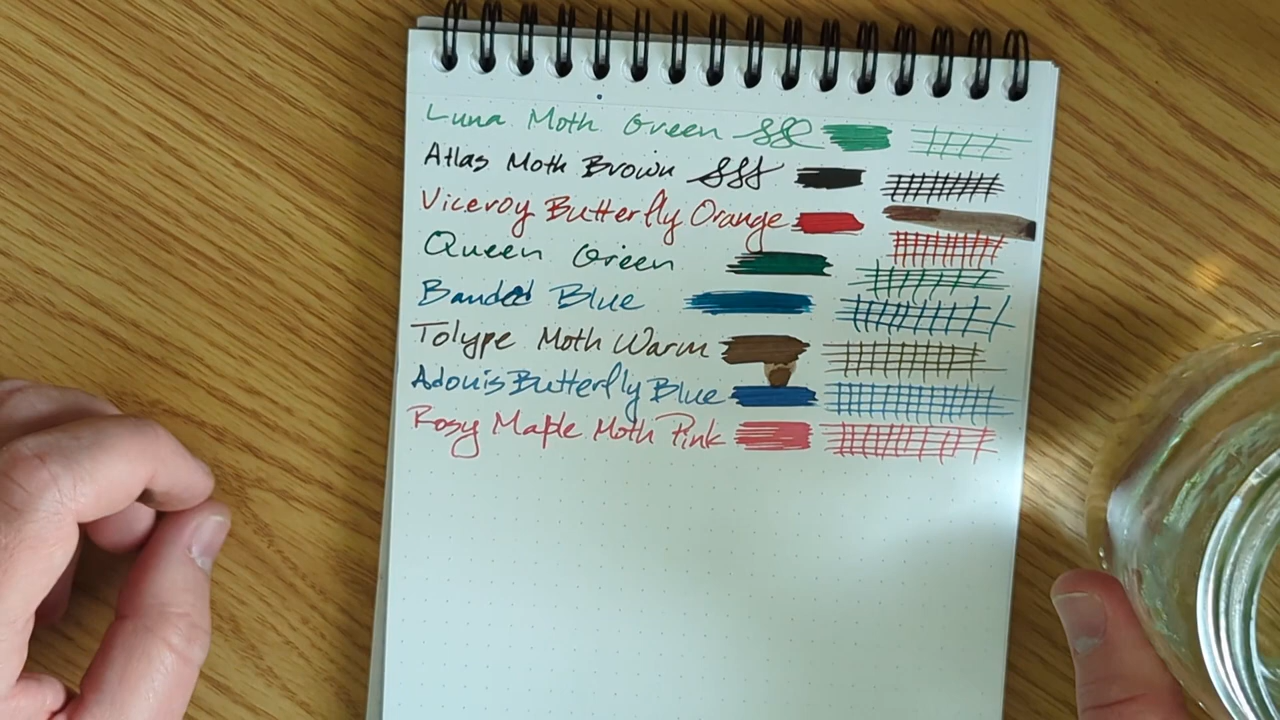 Luna Moth Green
Atlas Moth Brown
Viceroy Butterfly Orange
Queen Green
Banded Blue
Tolype Moth Warm
Adonis Butterfly Blue
Rosy Maple Moth Pink